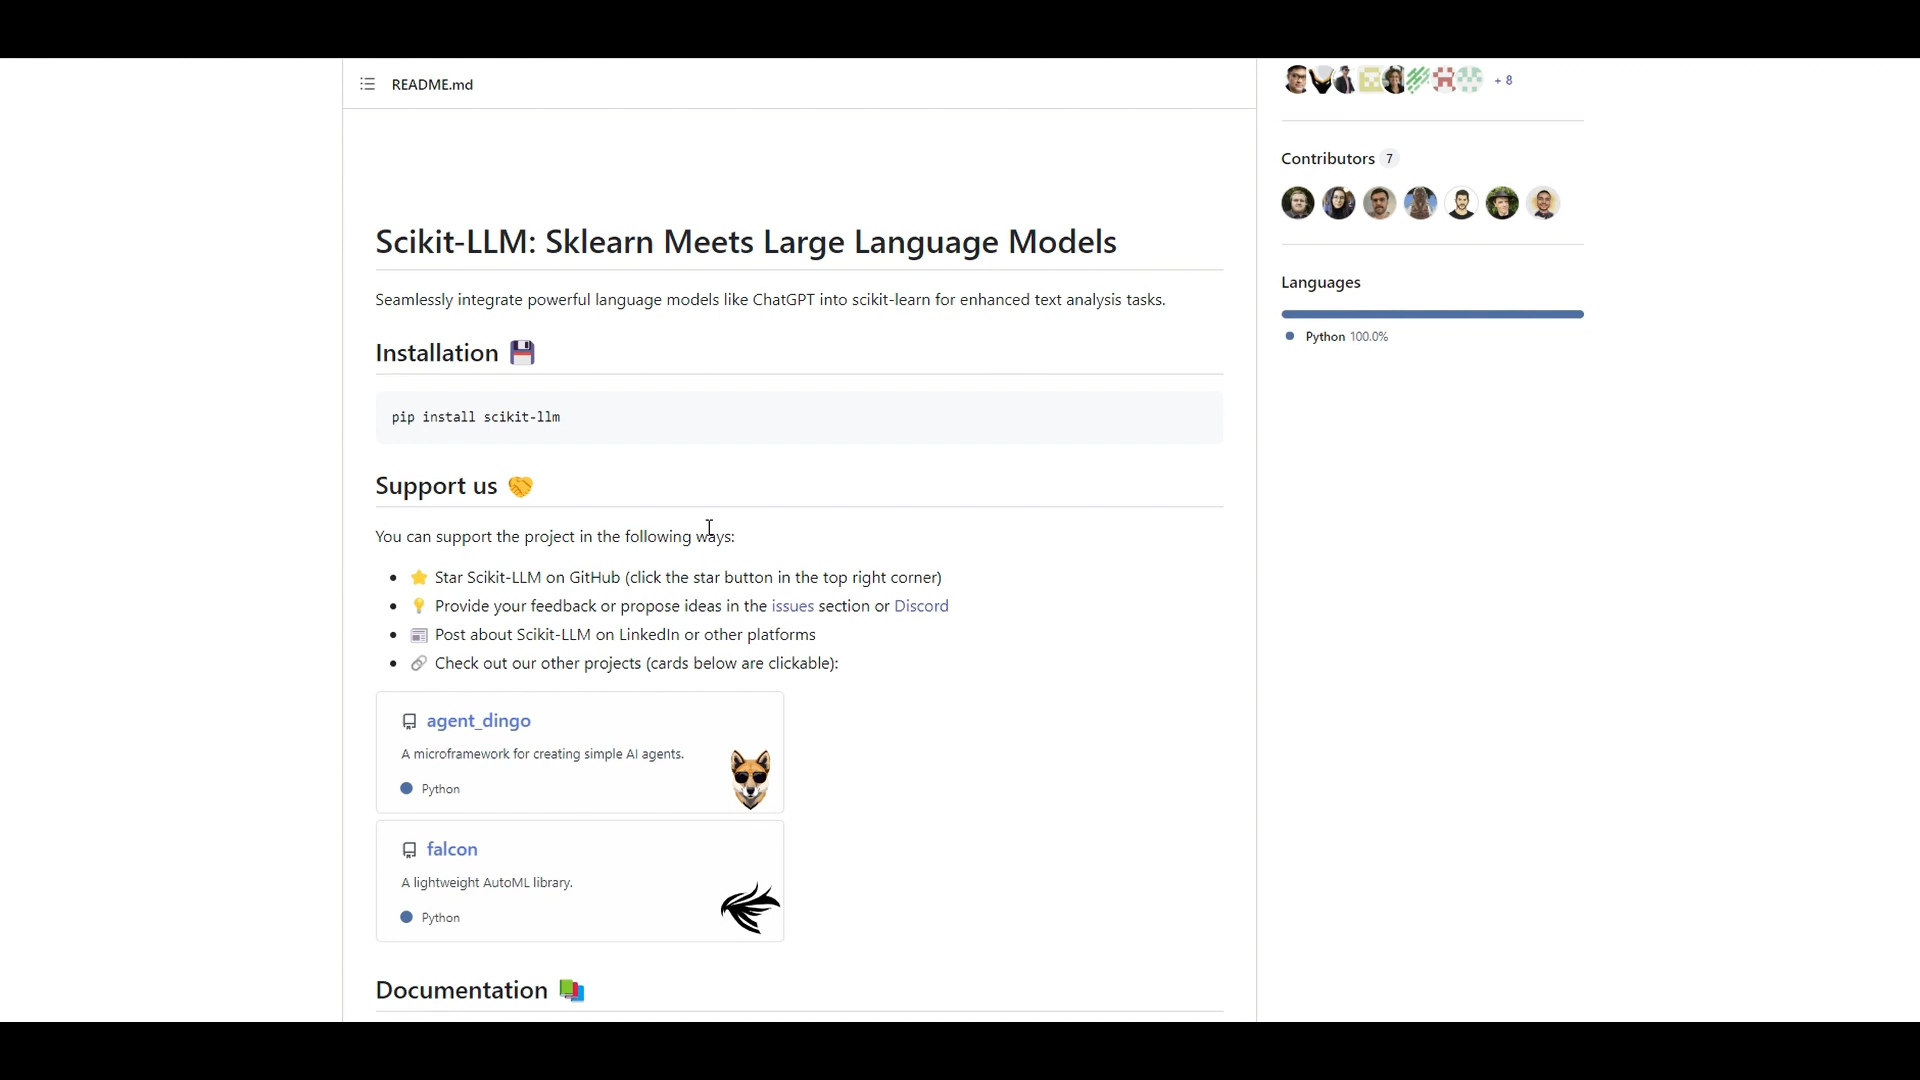 README.md
Scikit-LLM: Sklearn Meets Large Language Models
Seamlessly integrate powerful language models like ChatGPT into scikit-learn for enhanced text analysis tasks.
Installation
pip install scikit-llm
Support us
You can support the project in the following ways:
Star Scikit-LLM on GitHub (click the star button in the top right corner)
Provide your feedback or propose ideas in the issues section or Discord
Post about Scikit-LLM on LinkedIn or other platforms
Check out our other projects (cards below are clickable):
agent_dingo
A microframework for creating simple AI agents.
Python
falcon
A lightweight AutoML library.
Python
Documentation
+ 8
Contributors 7
Languages
Python 100.0%